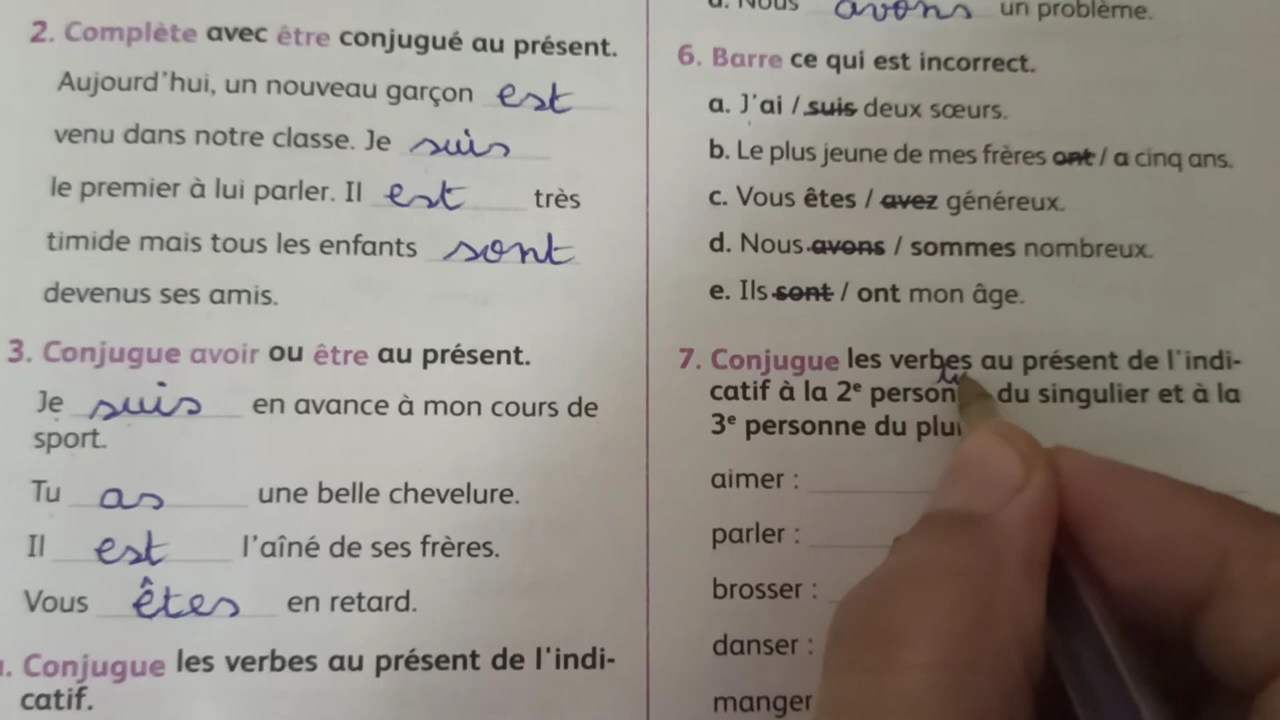 2. Complète avec être conjugué au présent.
Aujourd'hui, un nouveau garçon est
venu dans notre classe. Je suis
le premier à lui parler. Il est très
timide mais tous les enfants sont
devenus ses amis.
3. Conjugue avoir ou être au présent.
Je suis en avance à mon cours de
sport.
Tu as une belle chevelure.
Il est l'aîné de ses frères.
Vous êtes en retard.
Conjugue les verbes au présent de l'indi-
catif.
d. Nous avons un problème.
6. Barre ce qui est incorrect.
a. J'ai / suis deux sœurs.
b. Le plus jeune de mes frères ont / a cinq ans.
c. Vous êtes / avez généreux.
d. Nous avons / sommes nombreux.
e. Ils sont / ont mon âge.
7. Conjugue les verbes au présent de l'indi-
catif à la 2e person du singulier et à la
3e personne du plu
aimer :
parler :
brosser :
danser :
manger